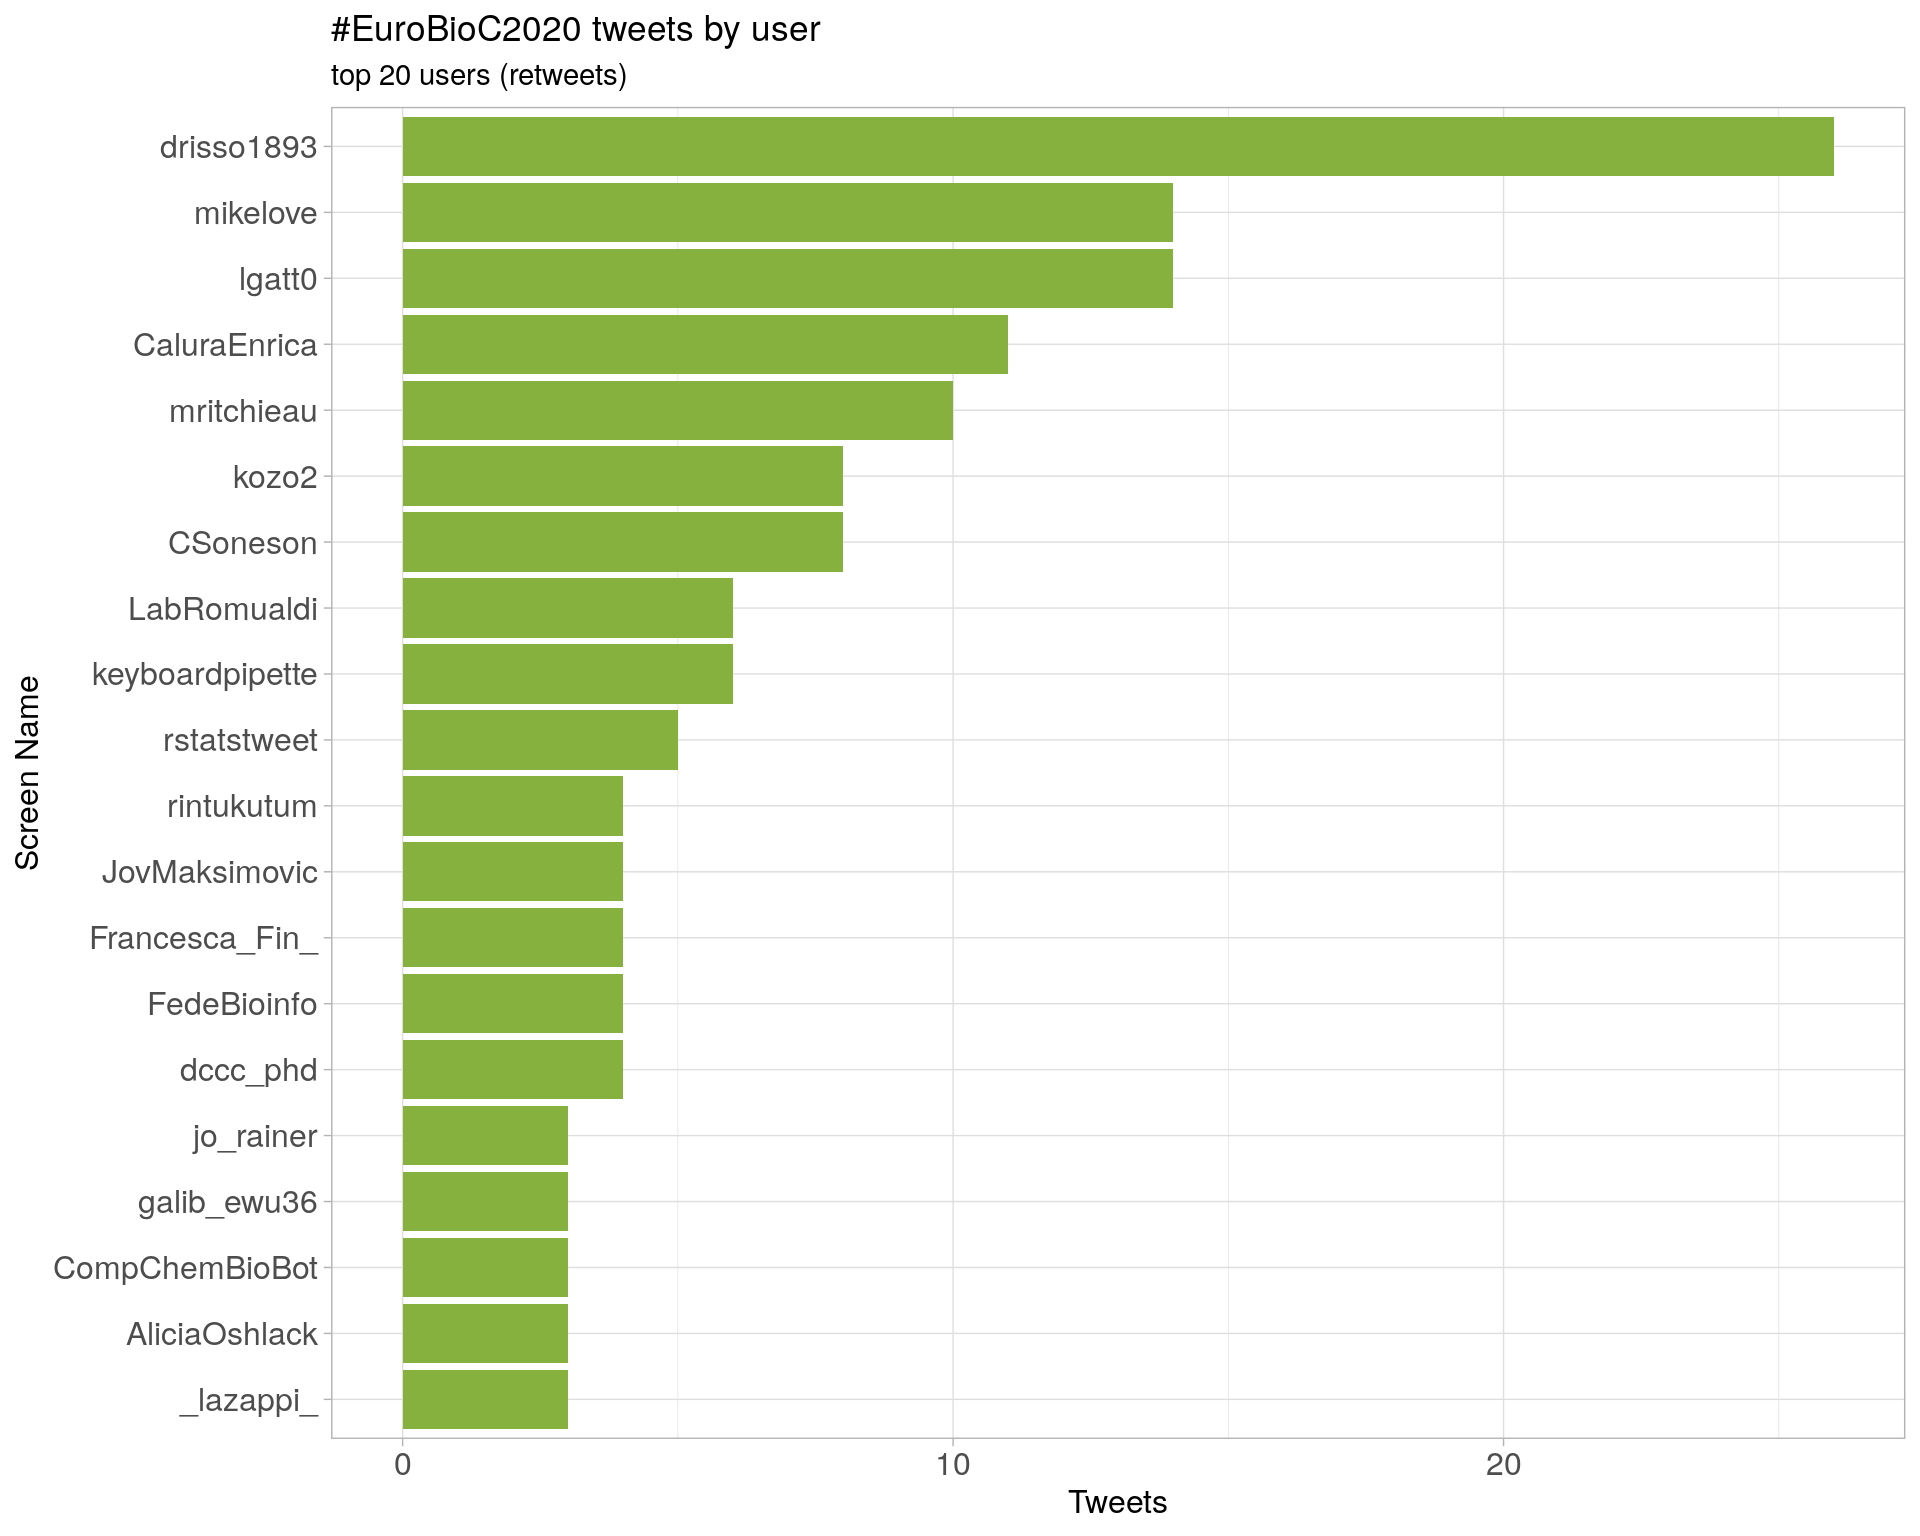 #EuroBioC2020 tweets by user
top 20 users (retweets)
drisso1893
mikelove
lgatt0
CaluraEnrica
mritchieau
kozo2
CSoneson
LabRomualdi
keyboardpipette
rstatstweet
rintukutum
JovMaksimovic
Francesca_Fin_
FedeBioinfo
dccc_phd
jo_rainer
galib_ewu36
CompChemBioBot
AliciaOshlack
_lazappi_
Screen Name
0 10 20
Tweets